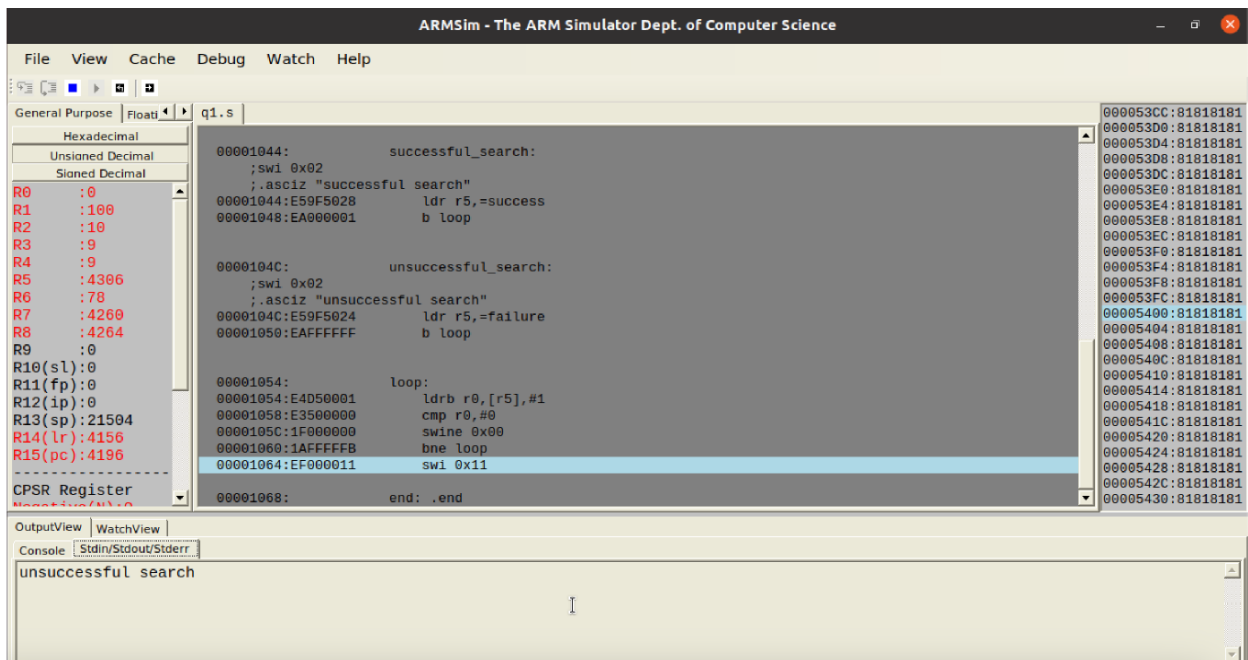 ARMSim - The ARM Simulator Dept. of Computer Science
File View Cache Debug Watch Help
General Purpose Floati
Hexadecimal
Unsigned Decimal
Signed Decimal
R0 :0
R1 :100
R2 :10
R3 :9
R4 :9
R5 :4306
R6 :78
R7 :4260
R8 :4264
R9 :0
R10(sl):0
R11(fp):0
R12(ip):0
R13(sp):21504
R14(lr):4156
R15(pc):4196
------------------
CPSR Register
q1.s
00001044: successful_search:
;swi 0x02
;.asciz "successful search"
00001044:E59F5028 ldr r5,=success
00001048:EA000001 b loop
0000104C: unsuccessful_search:
;swi 0x02
;.asciz "unsuccessful search"
0000104C:E59F5024 ldr r5,=failure
00001050:EAFFFFFF b loop
00001054: loop:
00001054:E4D50001 ldrb r0,[r5],#1
00001058:E3500000 cmp r0,#0
0000105C:1F000000 swine 0x00
00001060:1AFFFFFB bne loop
00001064:EF000011 swi 0x11
00001068: end: .end
000053CC:81818181
000053D0:81818181
000053D4:81818181
000053D8:81818181
000053DC:81818181
000053E0:81818181
000053E4:81818181
000053E8:81818181
000053EC:81818181
000053F0:81818181
000053F4:81818181
000053F8:81818181
000053FC:81818181
00005400:81818181
00005404:81818181
00005408:81818181
0000540C:81818181
00005410:81818181
00005414:81818181
00005418:81818181
0000541C:81818181
00005420:81818181
00005424:81818181
00005428:81818181
0000542C:81818181
00005430:81818181
OutputView WatchView
Console Stdin/Stdout/Stderr
unsuccessful search